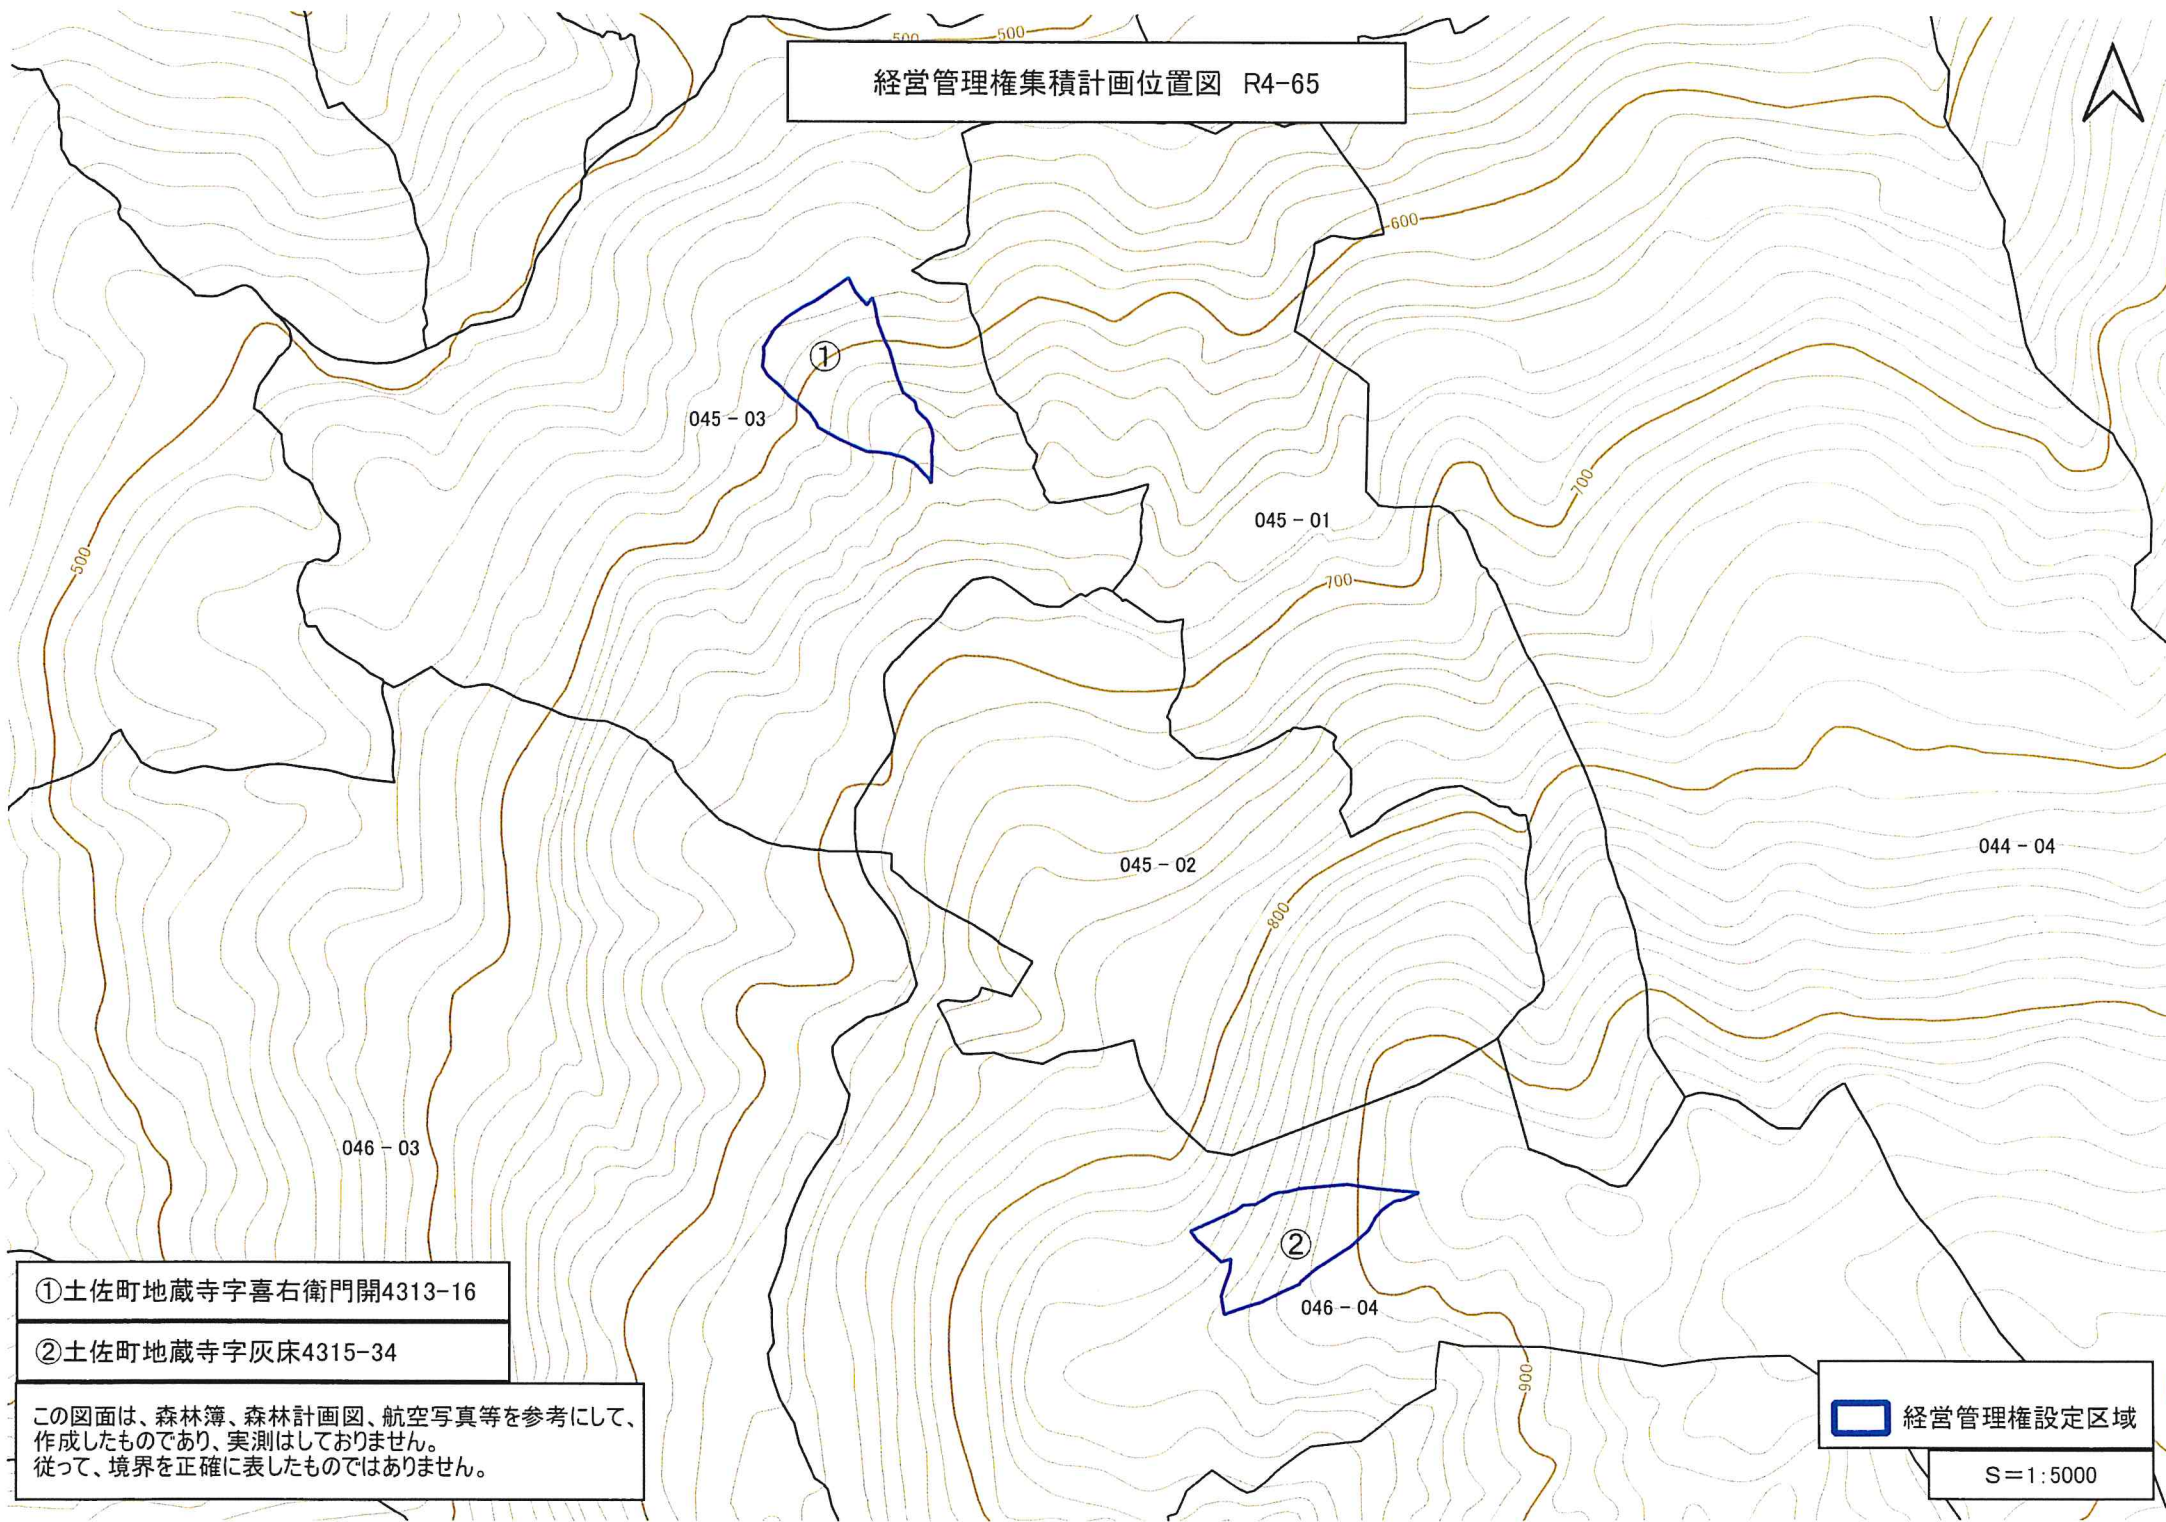 経営管理権集積計画位置図 R4-65
500
500
600
①
045-03
500
700
045-01
700
045-02
044-04
800
046-03
②
046-04
900
①土佐町地蔵寺字喜右衛門開4313-16
②土佐町地蔵寺字灰床4315-34
この図面は、森林簿、森林計画図、航空写真等を参考にして、
作成したものであり、実測はしておりません。
従って、境界を正確に表したものではありません。
経営管理権設定区域
S=1:5000